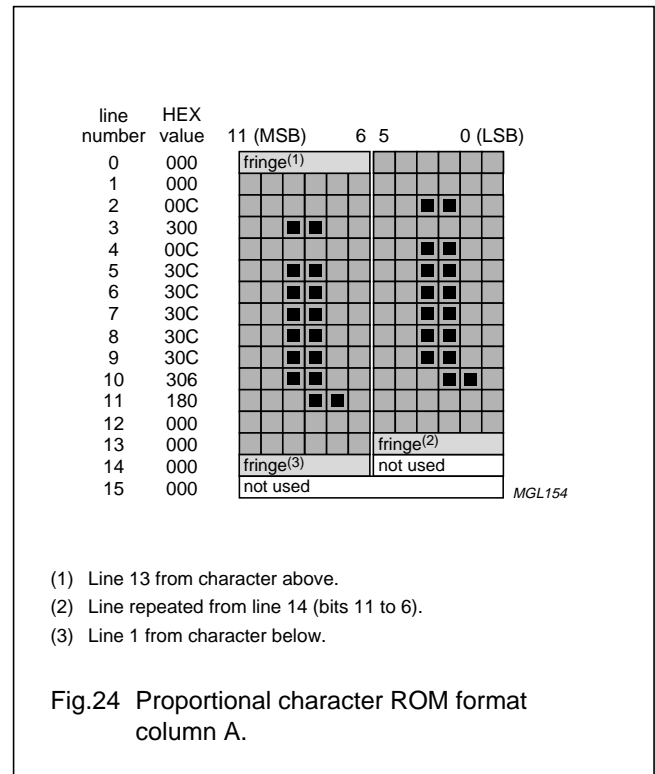 line HEX
number value 11 (MSB) 6 5 0 (LSB)
0 000 fringe(1)
1 000
2 00C
3 300
4 00C
5 30C
6 30C
7 30C
8 30C
9 30C
10 306
11 180
12 000
13 000 fringe(2)
14 000 fringe(3) not used
15 000 not used
MGL154
(1) Line 13 from character above.
(2) Line repeated from line 14 (bits 11 to 6).
(3) Line 1 from character below.
Fig.24 Proportional character ROM format
column A.